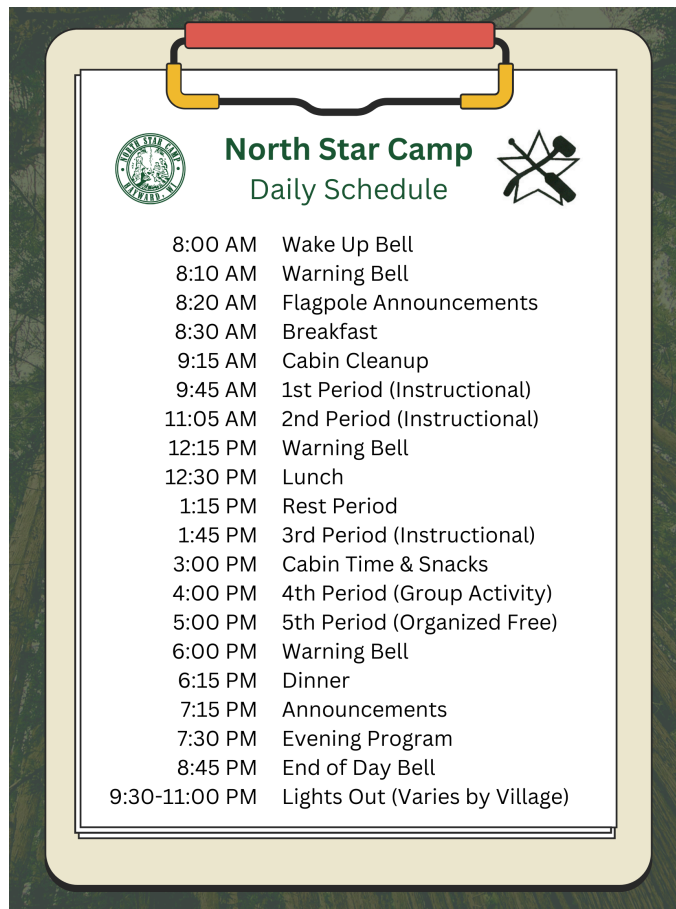 NORTH STAR CAMP
HAYWARD, WI
North Star Camp
Daily Schedule
8:00 AM Wake Up Bell
8:10 AM Warning Bell
8:20 AM Flagpole Announcements
8:30 AM Breakfast
9:15 AM Cabin Cleanup
9:45 AM 1st Period (Instructional)
11:05 AM 2nd Period (Instructional)
12:15 PM Warning Bell
12:30 PM Lunch
1:15 PM Rest Period
1:45 PM 3rd Period (Instructional)
3:00 PM Cabin Time & Snacks
4:00 PM 4th Period (Group Activity)
5:00 PM 5th Period (Organized Free)
6:00 PM Warning Bell
6:15 PM Dinner
7:15 PM Announcements
7:30 PM Evening Program
8:45 PM End of Day Bell
9:30-11:00 PM Lights Out (Varies by Village)